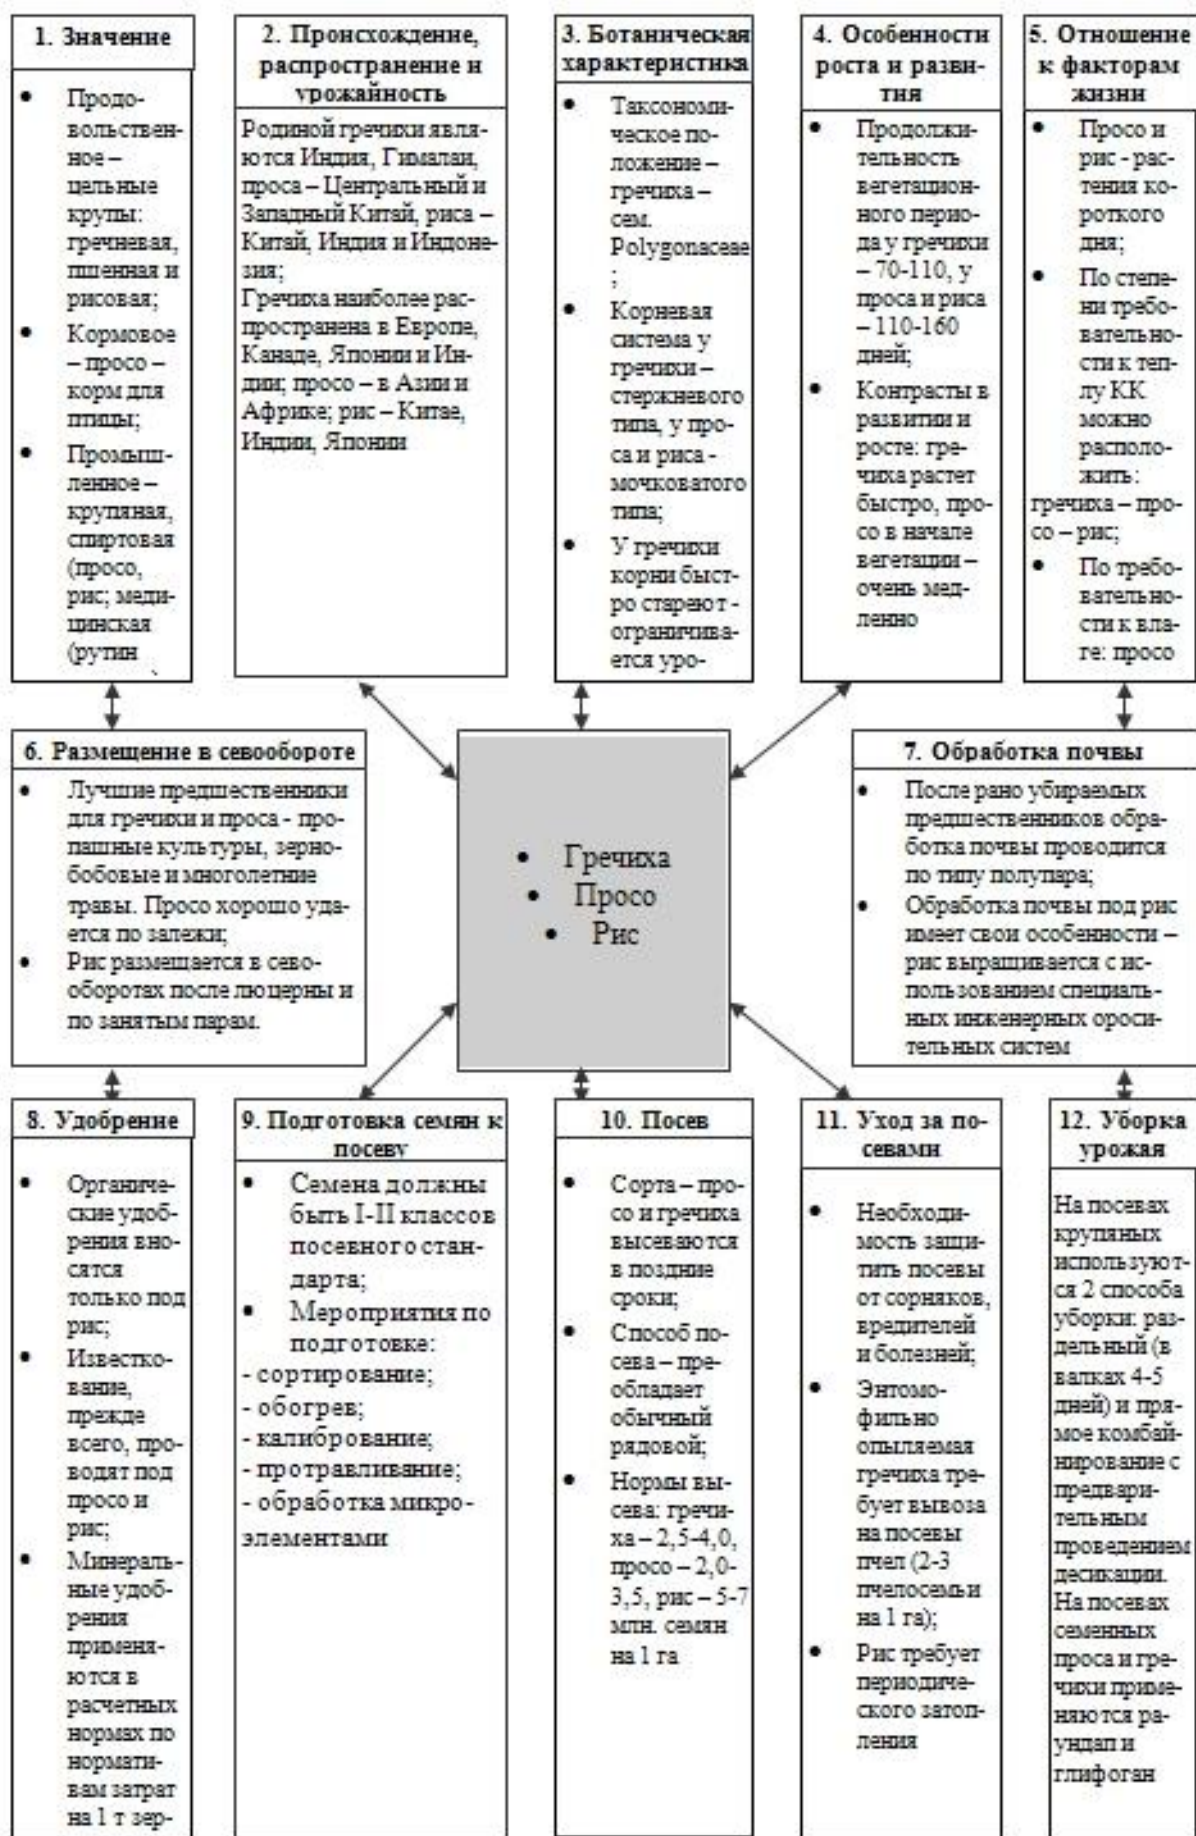 1. Значение
• Продо-
вольствен-
ное –
цельные
крупы:
гречневая,
пшенная и
рисовая;
• Кормовое
– просо –
корм для
птицы;
• Промыш-
ленное –
крупяная,
спиртовая
(просо,
рис; меди-
цинская
(рутин
2. Происхождение,
распространение и
урожайность
Родиной гречихи явля-
ются Индия, Гималаи,
проса – Центральный и
Западный Китай, риса –
Китай, Индия и Индоне-
зия;
Гречиха наиболее рас-
пространена в Европе,
Канаде, Японии и Ин-
дии; просо – в Азии и
Африке; рис – Китае,
Индии, Японии
3. Ботаническая
характеристика
• Таксономи-
ческое по-
ложение –
гречиха –
сем.
Polygonaceae
;
• Корневая
система у
гречихи –
стержневого
типа, у про-
са и риса -
мочковатого
типа;
• У гречихи
корни быст-
ро стареют -
ограничива-
ется уро-
4. Особенности
роста и разви-
тия
• Продолжи-
тельность
вегетацион-
ного перио-
да у гречихи
– 70-110, у
проса и риса
– 110-160
дней;
• Контрасты в
развитии и
росте: гре-
чиха растет
быстро, про-
со в начале
вегетации –
очень мед-
ленно
5. Отношение
к факторам
жизни
• Просо и
рис - рас-
тения ко-
роткого
дня;
• По степе-
ни требо-
вательно-
сти к теп-
лу КК
можно
располо-
жить:
гречиха – про-
со – рис;
• По требо-
вательно-
сти к вла-
ге: просо
6. Размещение в севообороте
• Лучшие предшественники
для гречихи и проса - про-
пашные культуры, зерно-
бобовые и многолетние
травы. Просо хорошо уда-
ется по залежи;
• Рис размещается в сево-
оборотах после люцерны и
по занятым парам.
• Гречиха
• Просо
• Рис
7. Обработка почвы
• После рано убираемых
предшественников обра-
ботка почвы проводится
по типу полупара;
• Обработка почвы под рис
имеет свои особенности –
рис выращивается с ис-
пользованием специаль-
ных инженерных ороси-
тельных систем
8. Удобрение
• Органиче-
ские удоб-
рения вно-
сятся
только под
рис;
• Известко-
вание,
прежде
всего, про-
водят под
просо и
рис;
• Минераль-
ные удоб-
рения
применя-
ются в
расчетных
нормах по
нормати-
вам затрат
на 1 т зер-
9. Подготовка семян к
посеву
• Семена должны
быть I-II классов
посевного стан-
дарта;
• Мероприятия по
подготовке:
- сортирование;
- обогрев;
- калибрование;
- протравливание;
- обработка микро-
элементами
10. Посев
• Сорта – про-
со и гречиха
высеваются
в поздние
сроки;
• Способ по-
сева – пре-
обладает
обычный
рядовой;
• Нормы вы-
сева: гречи-
ха – 2,5-4,0,
просо – 2,0-
3,5, рис – 5-7
млн. семян
на 1 га
11. Уход за по-
севами
• Необходи-
мость защи-
тить посевы
от сорняков,
вредителей
и болезней;
• Энтомо-
фильно
опыляемая
гречиха тре-
бует вывоза
на посевы
пчел (2-3
пчелосемьи
на 1 га);
• Рис требует
периодиче-
ского затоп-
ления
12. Уборка
урожая
На посевах
крупяных
используют-
ся 2 способа
уборки: раз-
дельный (в
валках 4-5
дней) и пря-
мое комбай-
нирование с
предвари-
тельным
проведением
десикации.
На посевах
семенных
проса и гре-
чихи приме-
няются ра-
ундап и
глифоган